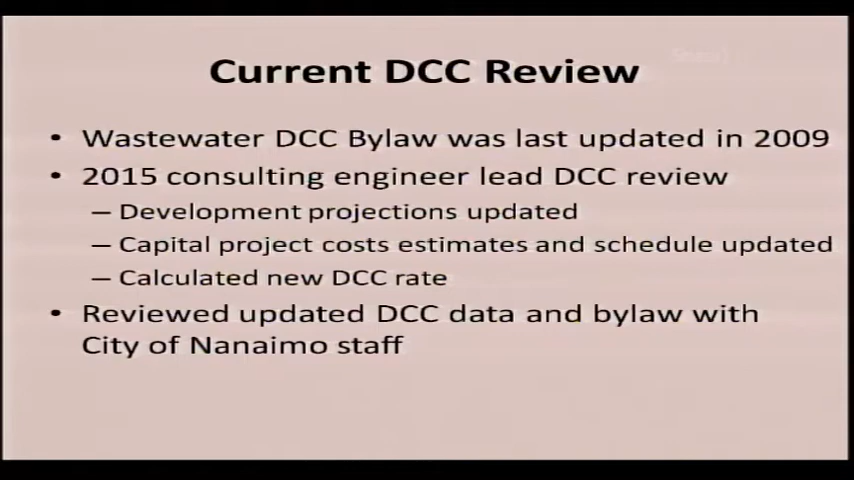 Current DCC Review
• Wastewater DCC Bylaw was last updated in 2009
• 2015 consulting engineer lead DCC review
– Development projections updated
– Capital project costs estimates and schedule updated
– Calculated new DCC rate
• Reviewed updated DCC data and bylaw with
City of Nanaimo staff